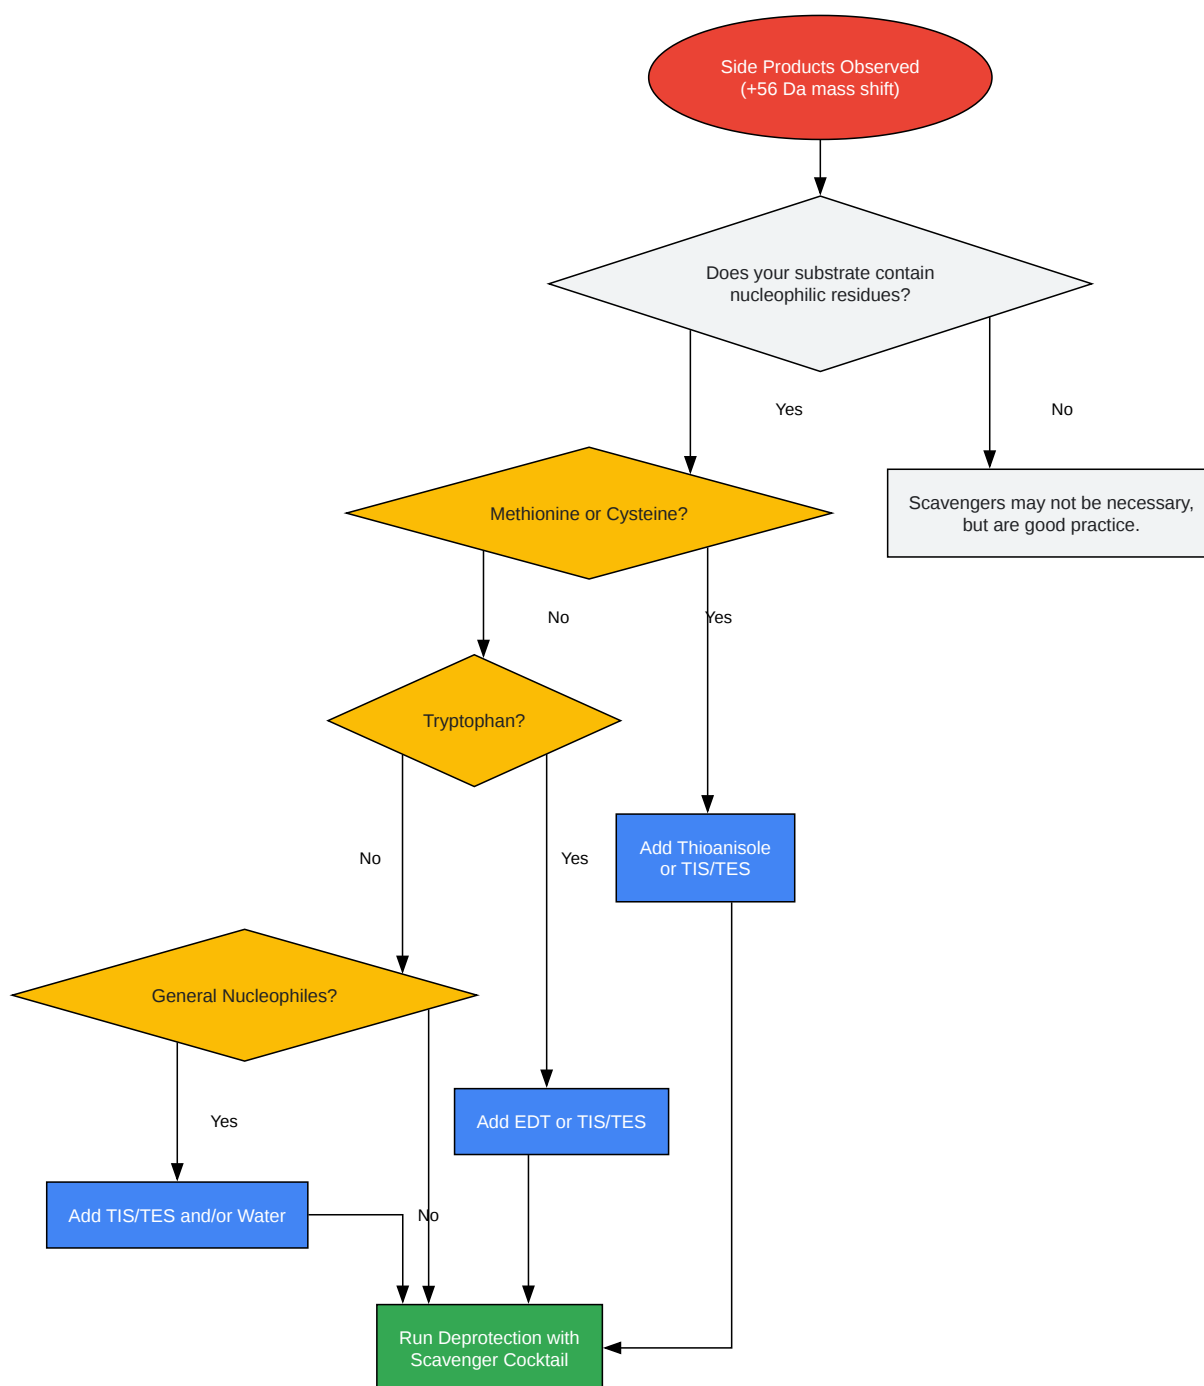 Side Products Observed
(+56 Da mass shift)
Does your substrate contain
nucleophilic residues?
Yes
No
Methionine or Cysteine?
Scavengers may not be necessary,
but are good practice.
No
Yes
Tryptophan?
No
Yes
Add Thioanisole
or TIS/TES
General Nucleophiles?
Yes
Add EDT or TIS/TES
Add TIS/TES and/or Water
No
Run Deprotection with
Scavenger Cocktail